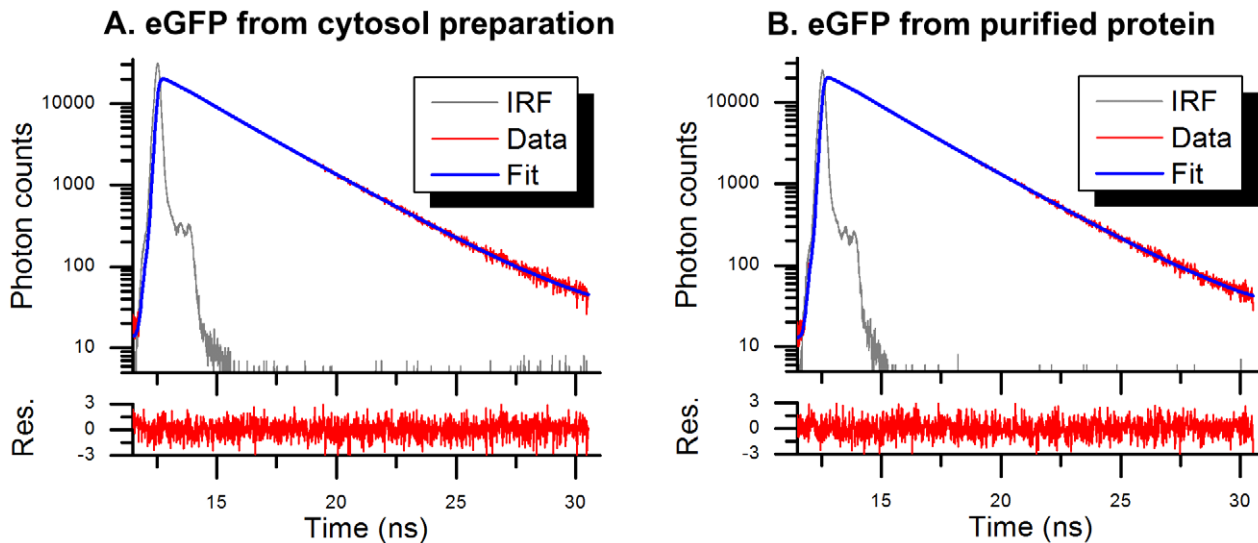 A. eGFP from cytosol preparation
10000
1000
100
10
Photon counts
IRF
Data
Fit
3
0
-3
Res.
15
20
25
30
Time (ns)
B. eGFP from purified protein
10000
1000
100
10
Photon counts
IRF
Data
Fit
3
0
-3
Res.
15
20
25
30
Time (ns)